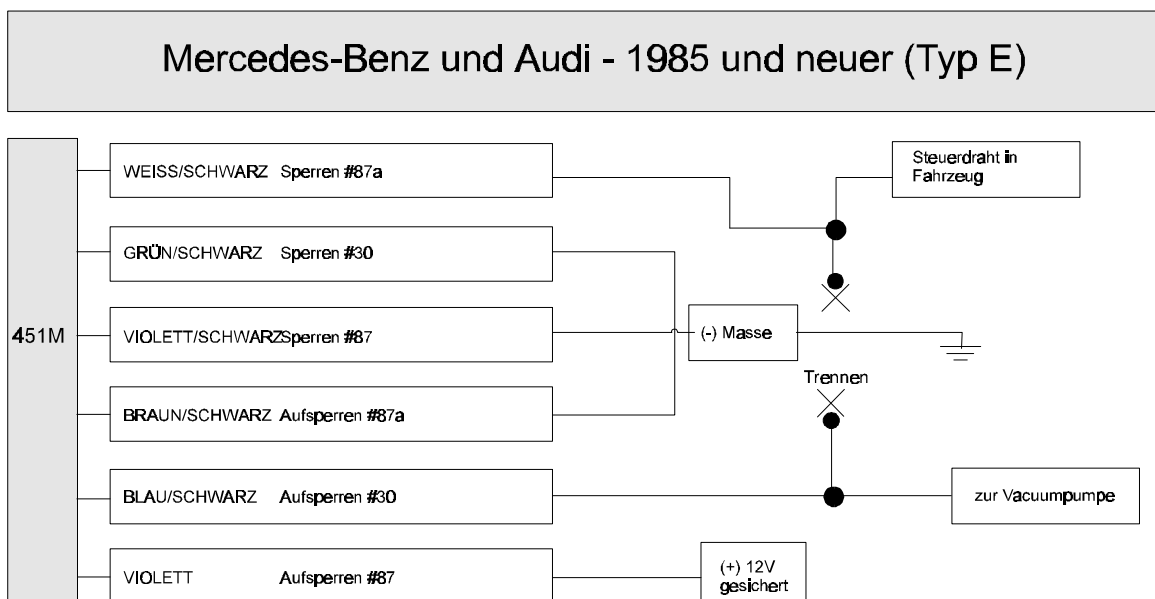 Mercedes-Benz und Audi - 1985 und neuer (Typ E)
WEISS/SCHWARZ Sperren #87a
Steuerdraht in
Fahrzeug
GRÜN/SCHWARZ Sperren #30
451M
VIOLETT/SCHWARZ Sperren #87
(-) Masse
Trennen
BRAUN/SCHWARZ Aufsperren #87a
BLAU/SCHWARZ Aufsperren #30
zur Vacuumpumpe
VIOLETT Aufsperren #87
(+) 12V
gesichert